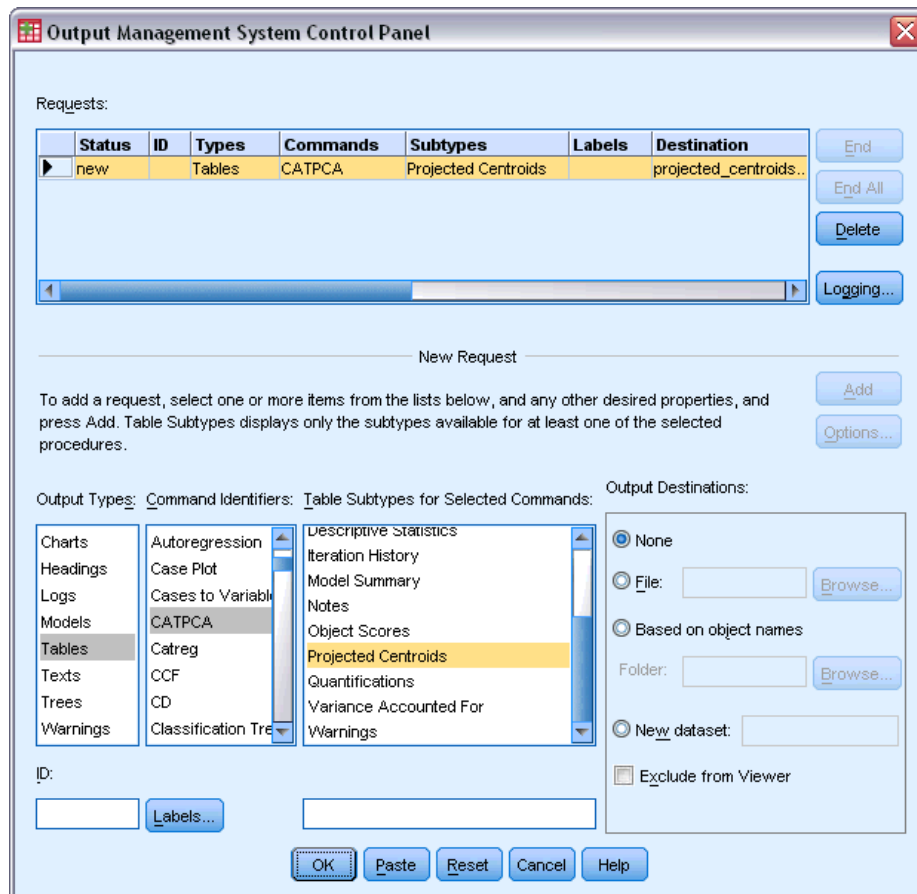 Output Management System Control Panel
Requests:
Status ID Types Commands Subtypes Labels Destination
new Tables CATPCA Projected Centroids projected_centroids..
End
End All
Delete
Logging...
New Request
To add a request, select one or more items from the lists below, and any other desired properties, and
press Add. Table Subtypes displays only the subtypes available for at least one of the selected
procedures.
Add
Options...
Output Types: Command Identifiers: Table Subtypes for Selected Commands:
Charts
Headings
Logs
Models
Tables
Texts
Trees
Warnings
Autoregression
Case Plot
Cases to Variabl
CATPCA
Catreg
CCF
CD
Classification Tre
Descriptive Statistics
Iteration History
Model Summary
Notes
Object Scores
Projected Centroids
Quantifications
Variance Accounted For
Warnings
Output Destinations:
None
File: Browse...
Based on object names
Folder: Browse...
New dataset:
Exclude from Viewer
ID:
Labels...
OK Paste Reset Cancel Help